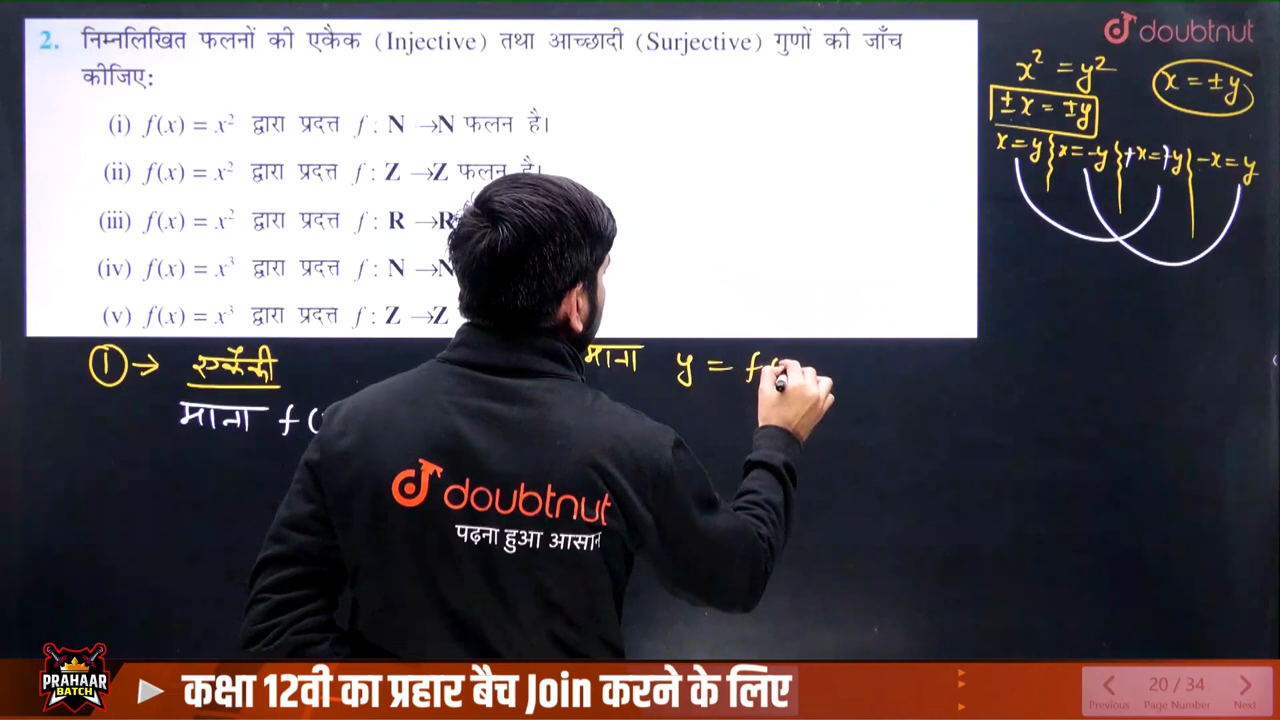 2. निम्नलिखित फलनों की एकैक (Injective) तथा आच्छादी (Surjective) गुणों की जाँच
कीजिए:
(i) f(x) = x² द्वारा प्रदत्त f : N →N फलन है।
(ii) f(x) = x² द्वारा प्रदत्त f : Z →Z फलन है।
(iii) f(x) = x² द्वारा प्रदत्त f : R →R
(iv) f(x) = x³ द्वारा प्रदत्त f : N →N
(v) f(x) = x³ द्वारा प्रदत्त f : Z →Z
doubtnut
x² = y²
x = ±y
±x = ±y
x = y
x = -y
+x = +y
-x = y
① → एकैकी
माना f(
माना y = f(
doubtnut
पढ़ना हुआ आसान
PRAHAAR
BATCH
कक्षा 12वी का प्रहार बैच Join करने के लिए
20 / 34
Previous Page Number Next